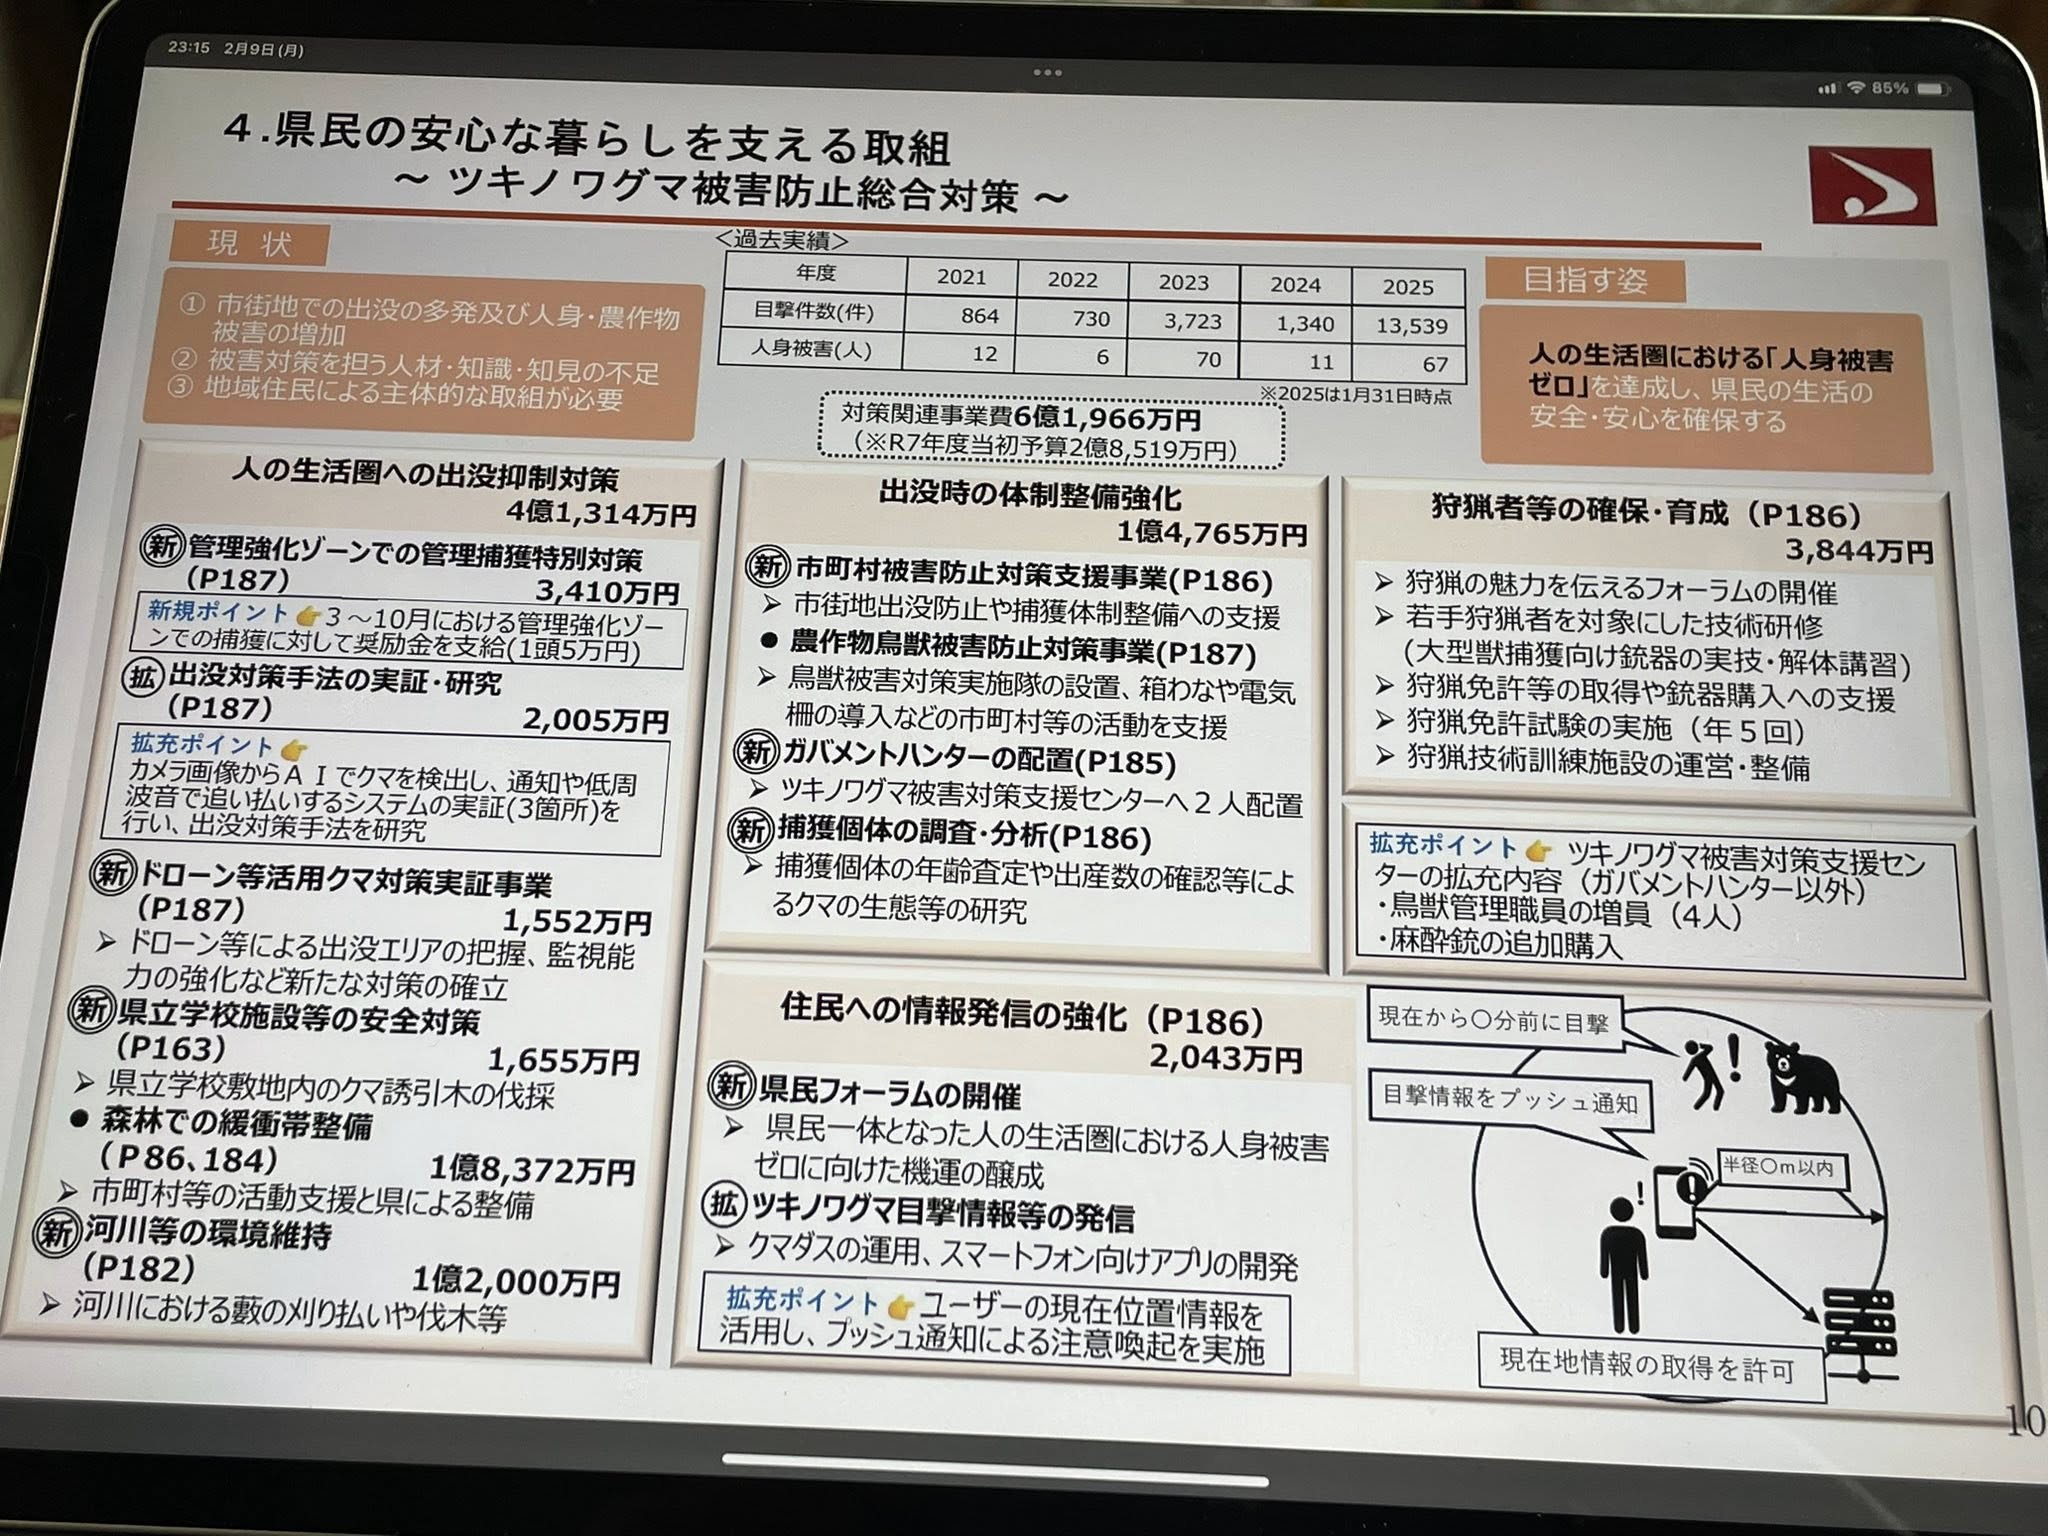 23:15 2月9日(月)
85%
４.県民の安心な暮らしを支える取組
～ ツキノワグマ被害防止総合対策 ～
現 状
① 市街地での出没の多発及び人身・農作物
被害の増加
② 被害対策を担う人材・知識・知見の不足
③ 地域住民による主体的な取組が必要
＜過去実績＞
年度 2021 2022 2023 2024 2025
目撃件数(件) 864 730 3,723 1,340 13,539
人身被害(人) 12 6 70 11 67
※2025は1月31日時点
対策関連事業費6億1,966万円
（※R7年度当初予算2億8,519万円）
目指す姿
人の生活圏における「人身被害
ゼロ」を達成し、県民の生活の
安全・安心を確保する
人の生活圏への出没抑制対策
4億1,314万円
新 管理強化ゾーンでの管理捕獲特別対策
（P187） 3,410万円
新規ポイント👉３～10月における管理強化ゾー
ンでの捕獲に対して奨励金を支給(1頭5万円)
拡 出没対策手法の実証・研究
（P187） 2,005万円
拡充ポイント👉
カメラ画像からＡＩでクマを検出し、通知や低周
波音で追い払いするシステムの実証(3箇所)を
行い、出没対策手法を研究
新 ドローン等活用クマ対策実証事業
（P187） 1,552万円
➢ ドローン等による出没エリアの把握、監視能
力の強化など新たな対策の確立
新 県立学校施設等の安全対策
（P163） 1,655万円
➢ 県立学校敷地内のクマ誘引木の伐採
● 森林での緩衝帯整備
（Ｐ86、184） 1億8,372万円
➢ 市町村等の活動支援と県による整備
新 河川等の環境維持
（P182） 1億2,000万円
➢ 河川における藪の刈り払いや伐木等
出没時の体制整備強化
1億4,765万円
新 市町村被害防止対策支援事業(P186)
➢ 市街地出没防止や捕獲体制整備への支援
● 農作物鳥獣被害防止対策事業(P187)
➢ 鳥獣被害対策実施隊の設置、箱わなや電気
柵の導入などの市町村等の活動を支援
新 ガバメントハンターの配置(P185)
➢ ツキノワグマ被害対策支援センターへ２人配置
新 捕獲個体の調査・分析(P186)
➢ 捕獲個体の年齢査定や出産数の確認等によ
るクマの生態等の研究
狩猟者等の確保・育成（P186）
3,844万円
➢ 狩猟の魅力を伝えるフォーラムの開催
➢ 若手狩猟者を対象にした技術研修
（大型獣捕獲向け銃器の実技・解体講習）
➢ 狩猟免許等の取得や銃器購入への支援
➢ 狩猟免許試験の実施（年５回）
➢ 狩猟技術訓練施設の運営・整備
拡充ポイント👉 ツキノワグマ被害対策支援セン
ターの拡充内容（ガバメントハンター以外）
・鳥獣管理職員の増員（4人）
・麻酔銃の追加購入
住民への情報発信の強化（P186）
2,043万円
新 県民フォーラムの開催
➢ 県民一体となった人の生活圏における人身被害
ゼロに向けた機運の醸成
拡 ツキノワグマ目撃情報等の発信
➢ クマダスの運用、スマートフォン向けアプリの開発
拡充ポイント👉ユーザーの現在位置情報を
活用し、プッシュ通知による注意喚起を実施
現在から〇分前に目撃
目撃情報をプッシュ通知
半径〇ｍ以内
現在地情報の取得を許可
10